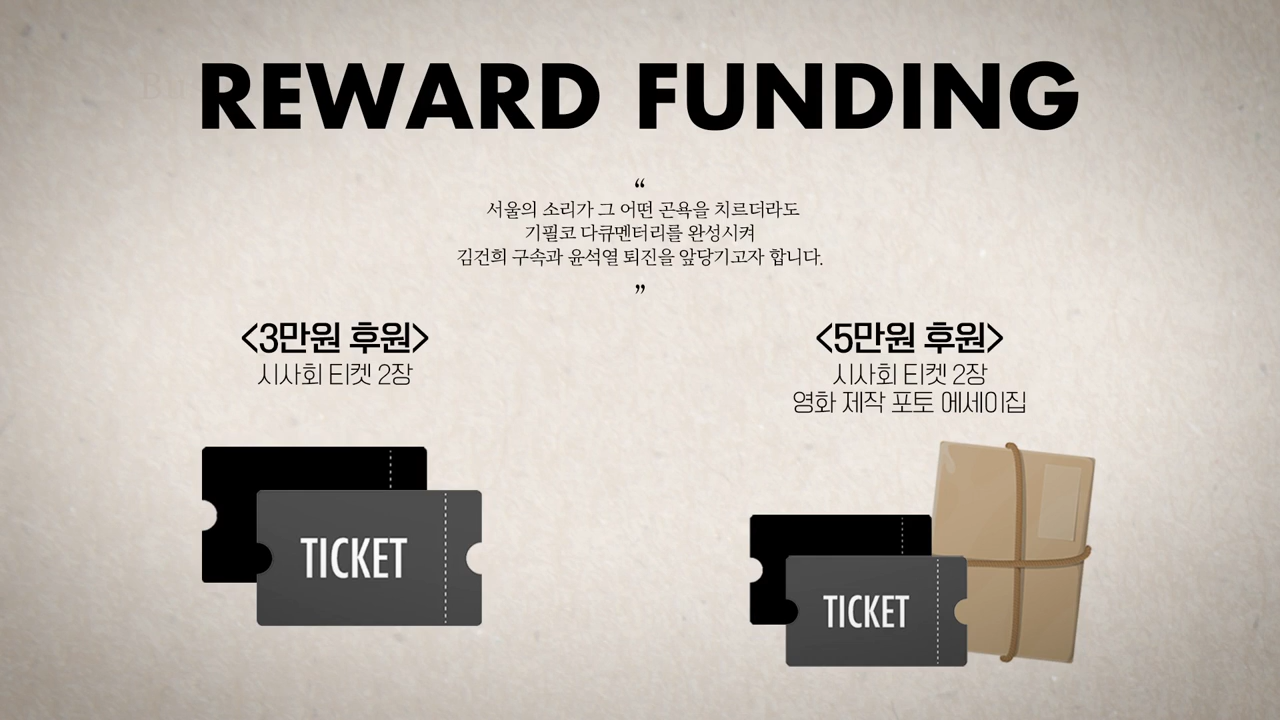 REWARD FUNDING
“
서울의 소리가 그 어떤 곤욕을 치르더라도
기필코 다큐멘터리를 완성시켜
김건희 구속과 윤석열 퇴진을 앞당기고자 합니다.
”
<3만원 후원>
시사회 티켓 2장
<5만원 후원>
시사회 티켓 2장
영화 제작 포토 에세이집
TICKET
TICKET